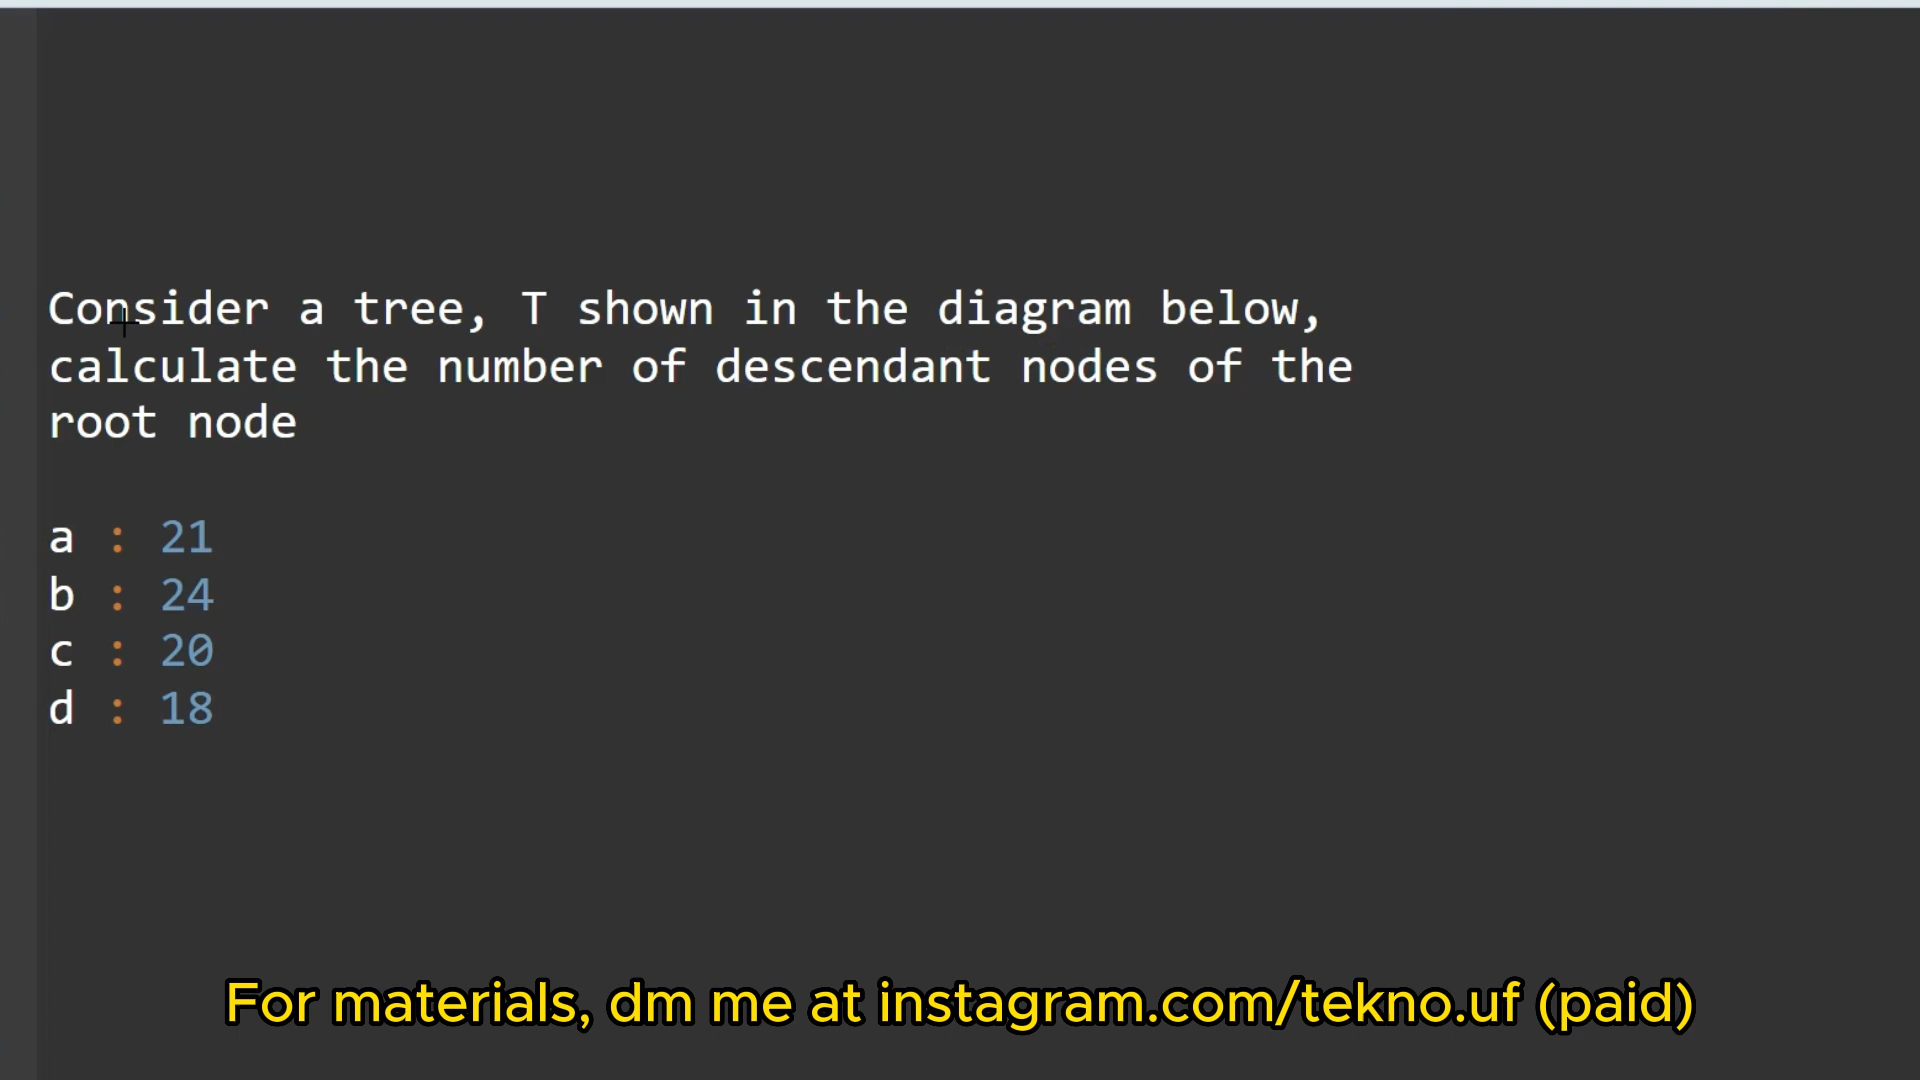 Consider a tree, T shown in the diagram below,
calculate the number of descendant nodes of the
root node
a : 21
b : 24
c : 20
d : 18
For materials, dm me at instagram.com/tekno.uf (paid)